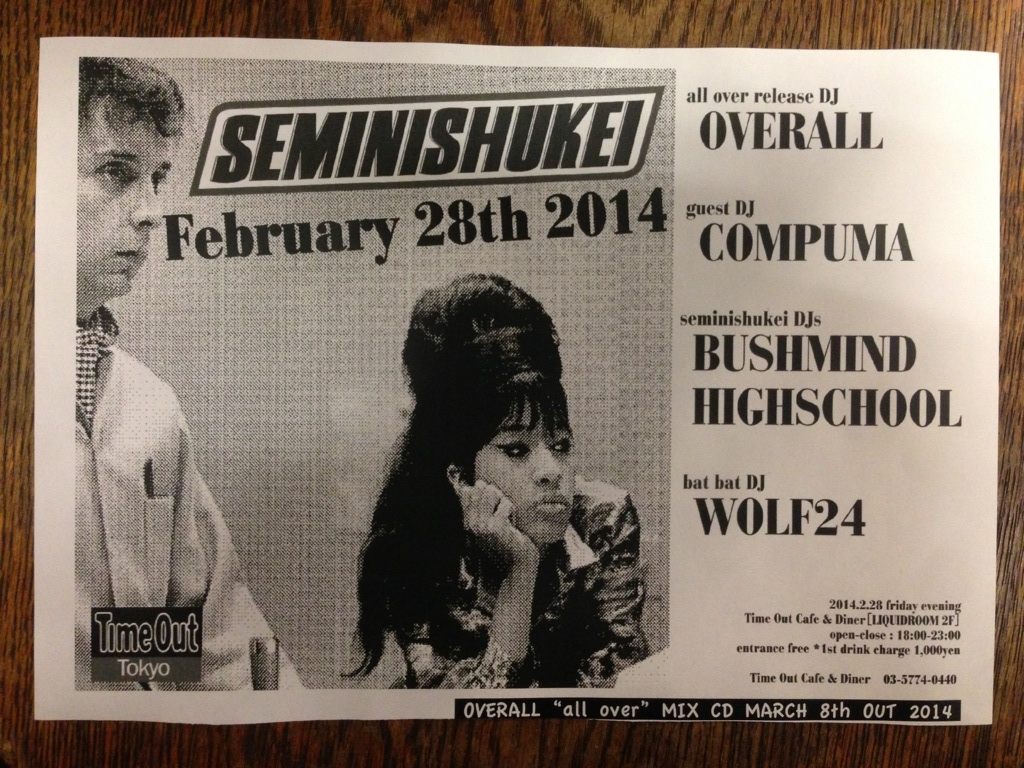 SEMINISHUKEI
February 28th 2014
all over release DJ
OVERALL
guest DJ
COMPUMA
seminishukei DJs
BUSHMIND
HIGHSCHOOL
bat bat DJ
WOLF24
2014.2.28 friday evening
Time Out Cafe & Diner[LIQUIDROOM 2F]
open-close : 18:00-23:00
entrance free *1st drink charge 1,000yen
Time Out Cafe & Diner 03-5774-0440
Time Out
Tokyo
OVERALL "all over" MIX CD MARCH 8th OUT 2014